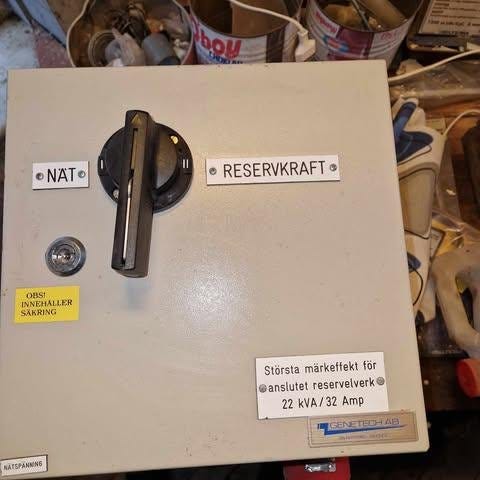 NÄT
RESERVKRAFT
OBS!
INNEHÅLLER
SÄKRING
Största märkeffekt för
anslutet reservelverk
22 kVA/32 Amp
GENETECH AB
NÄTSPÄNNING